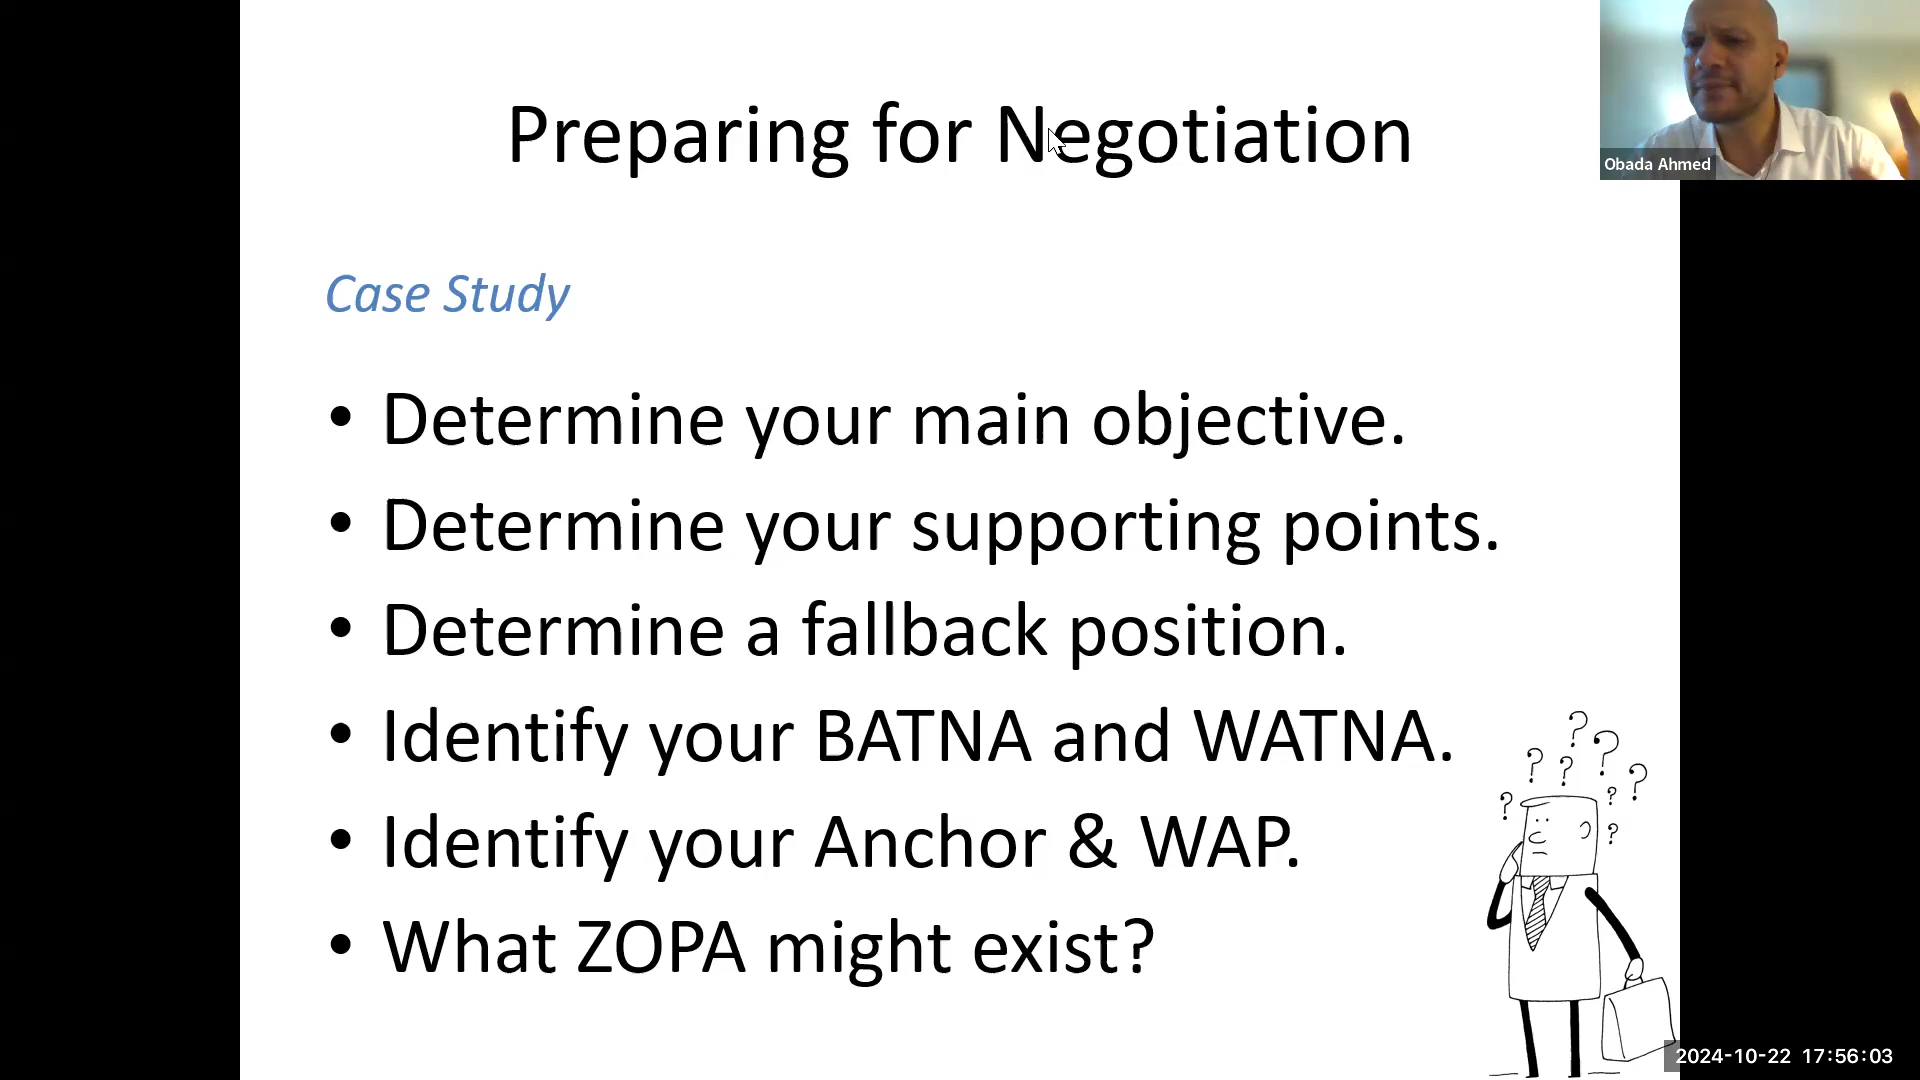 Preparing for Negotiation
Obada Ahmed
Case Study
• Determine your main objective.
• Determine your supporting points.
• Determine a fallback position.
• Identify your BATNA and WATNA.
• Identify your Anchor & WAP.
• What ZOPA might exist?
? ? ? ? ? ? ? ?
2024-10-22 17:56:03